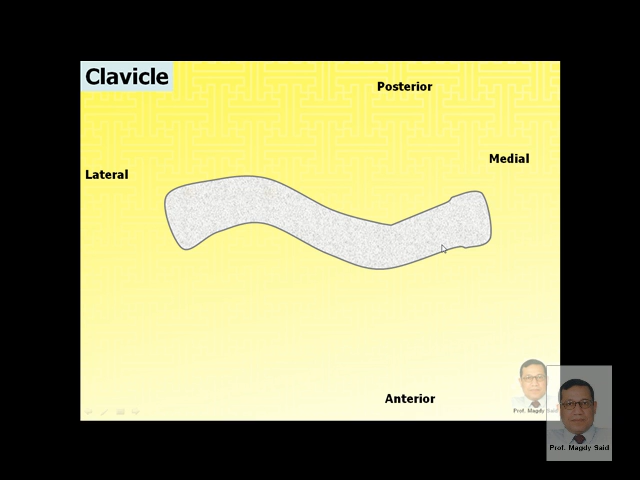 Clavicle
Posterior
Medial
Lateral
Anterior
Prof. Magdy Said
Prof. Magdy Said